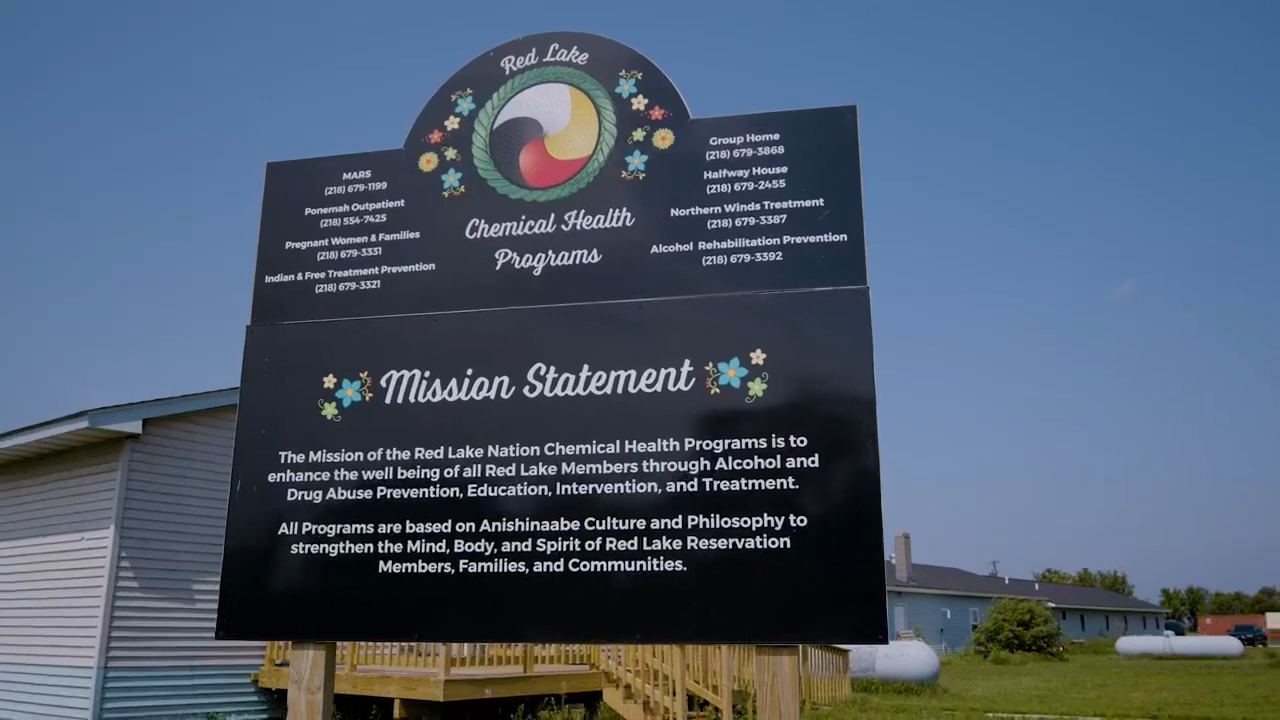 Red Lake
Chemical Health
Programs
MARS
(218) 679-1199
Ponemah Outpatient
(218) 554-7425
Pregnant Women & Families
(218) 679-3331
Indian & Free Treatment Prevention
(218) 679-3321
Group Home
(218) 679-3868
Halfway House
(218) 679-2455
Northern Winds Treatment
(218) 679-3387
Alcohol Rehabilitation Prevention
(218) 679-3392
Mission Statement
The Mission of the Red Lake Nation Chemical Health Programs is to
enhance the well being of all Red Lake Members through Alcohol and
Drug Abuse Prevention, Education, Intervention, and Treatment.
All Programs are based on Anishinaabe Culture and Philosophy to
strengthen the Mind, Body, and Spirit of Red Lake Reservation
Members, Families, and Communities.